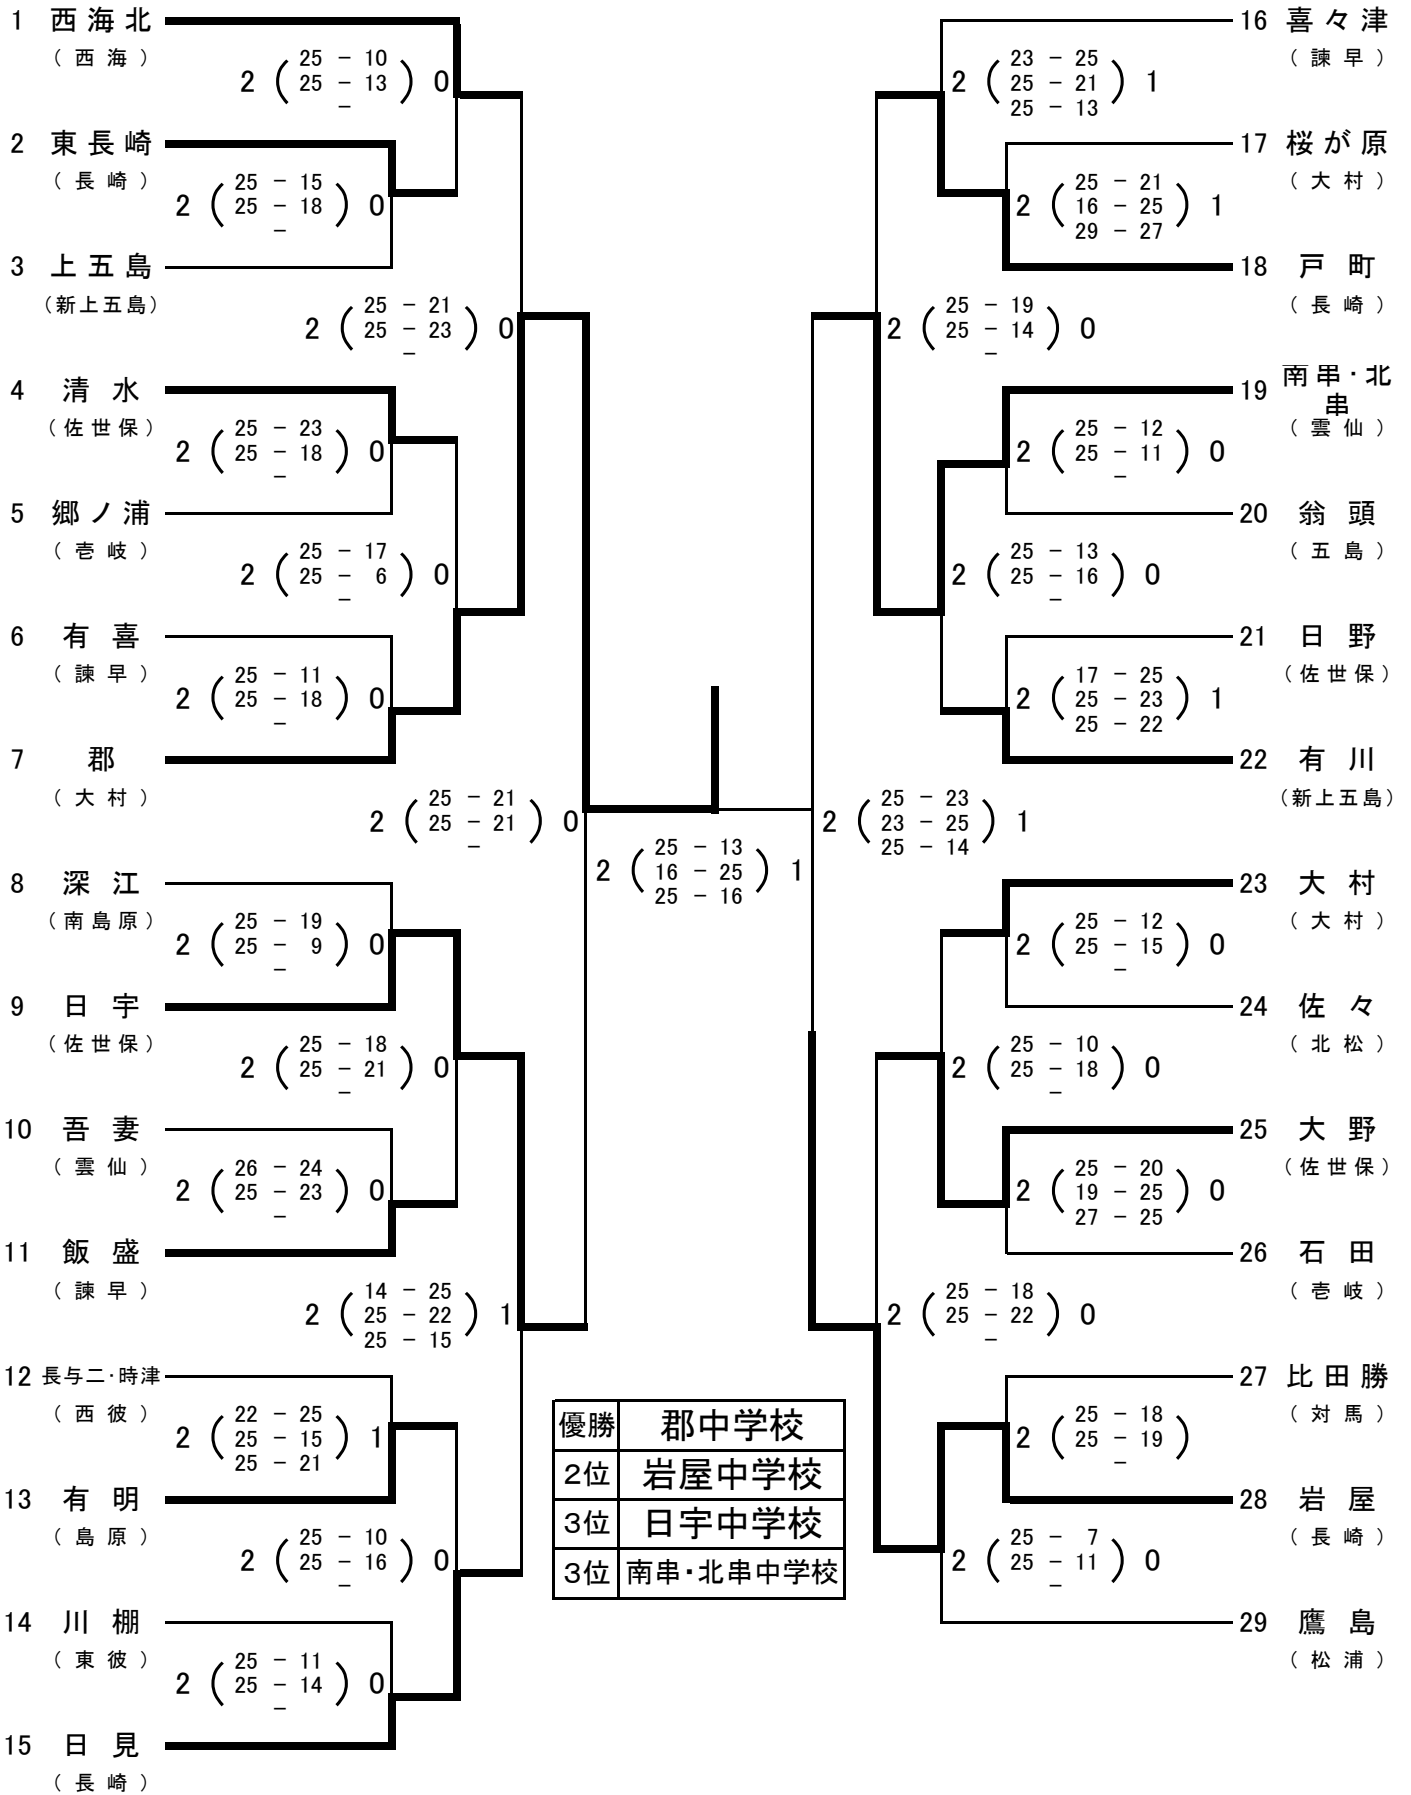 1 西海北
(西海)
2 ( 25 - 10 ) 0
25 - 13
-
2 東長崎
(長崎)
2 ( 25 - 15 ) 0
25 - 18
-
3 上五島
(新上五島)
2 ( 25 - 21 ) 0
25 - 23
-
4 清水
(佐世保)
2 ( 25 - 23 ) 0
25 - 18
-
5 郷ノ浦
(壱岐)
2 ( 25 - 17 ) 0
25 - 6
-
6 有喜
(諫早)
2 ( 25 - 11 ) 0
25 - 18
-
7 郡
(大村)
2 ( 25 - 21 ) 0
25 - 21
-
8 深江
(南島原)
2 ( 25 - 19 ) 0
25 - 9
-
9 日宇
(佐世保)
2 ( 25 - 18 ) 0
25 - 21
-
10 吾妻
(雲仙)
2 ( 26 - 24 ) 0
25 - 23
-
11 飯盛
(諫早)
2 ( 14 - 25 ) 1
25 - 22
25 - 15
12 長与二・時津
(西彼)
2 ( 22 - 25 ) 1
25 - 15
25 - 21
13 有明
(島原)
2 ( 25 - 10 ) 0
25 - 16
-
14 川棚
(東彼)
2 ( 25 - 11 ) 0
25 - 14
-
15 日見
(長崎)
2 ( 25 - 13 ) 1
16 - 25
25 - 16
優勝 郡中学校
2位 岩屋中学校
3位 日宇中学校
3位 南串・北串中学校
16 喜々津
(諫早)
2 ( 23 - 25 ) 1
25 - 21
25 - 13
17 桜が原
(大村)
2 ( 25 - 21 ) 1
16 - 25
29 - 27
18 戸町
(長崎)
2 ( 25 - 19 ) 0
25 - 14
-
19 南串・北
串
(雲仙)
2 ( 25 - 12 ) 0
25 - 11
-
20 翁頭
(五島)
2 ( 25 - 13 ) 0
25 - 16
-
21 日野
(佐世保)
2 ( 17 - 25 ) 1
25 - 23
25 - 22
22 有川
(新上五島)
2 ( 25 - 23 ) 1
23 - 25
25 - 14
23 大村
(大村)
2 ( 25 - 12 ) 0
25 - 15
-
24 佐々
(北松)
2 ( 25 - 10 ) 0
25 - 18
-
25 大野
(佐世保)
2 ( 25 - 20 ) 0
19 - 25
27 - 25
26 石田
(壱岐)
2 ( 25 - 18 ) 0
25 - 22
-
27 比田勝
(対馬)
2 ( 25 - 18 )
25 - 19
-
28 岩屋
(長崎)
2 ( 25 - 7 ) 0
25 - 11
-
29 鷹島
(松浦)